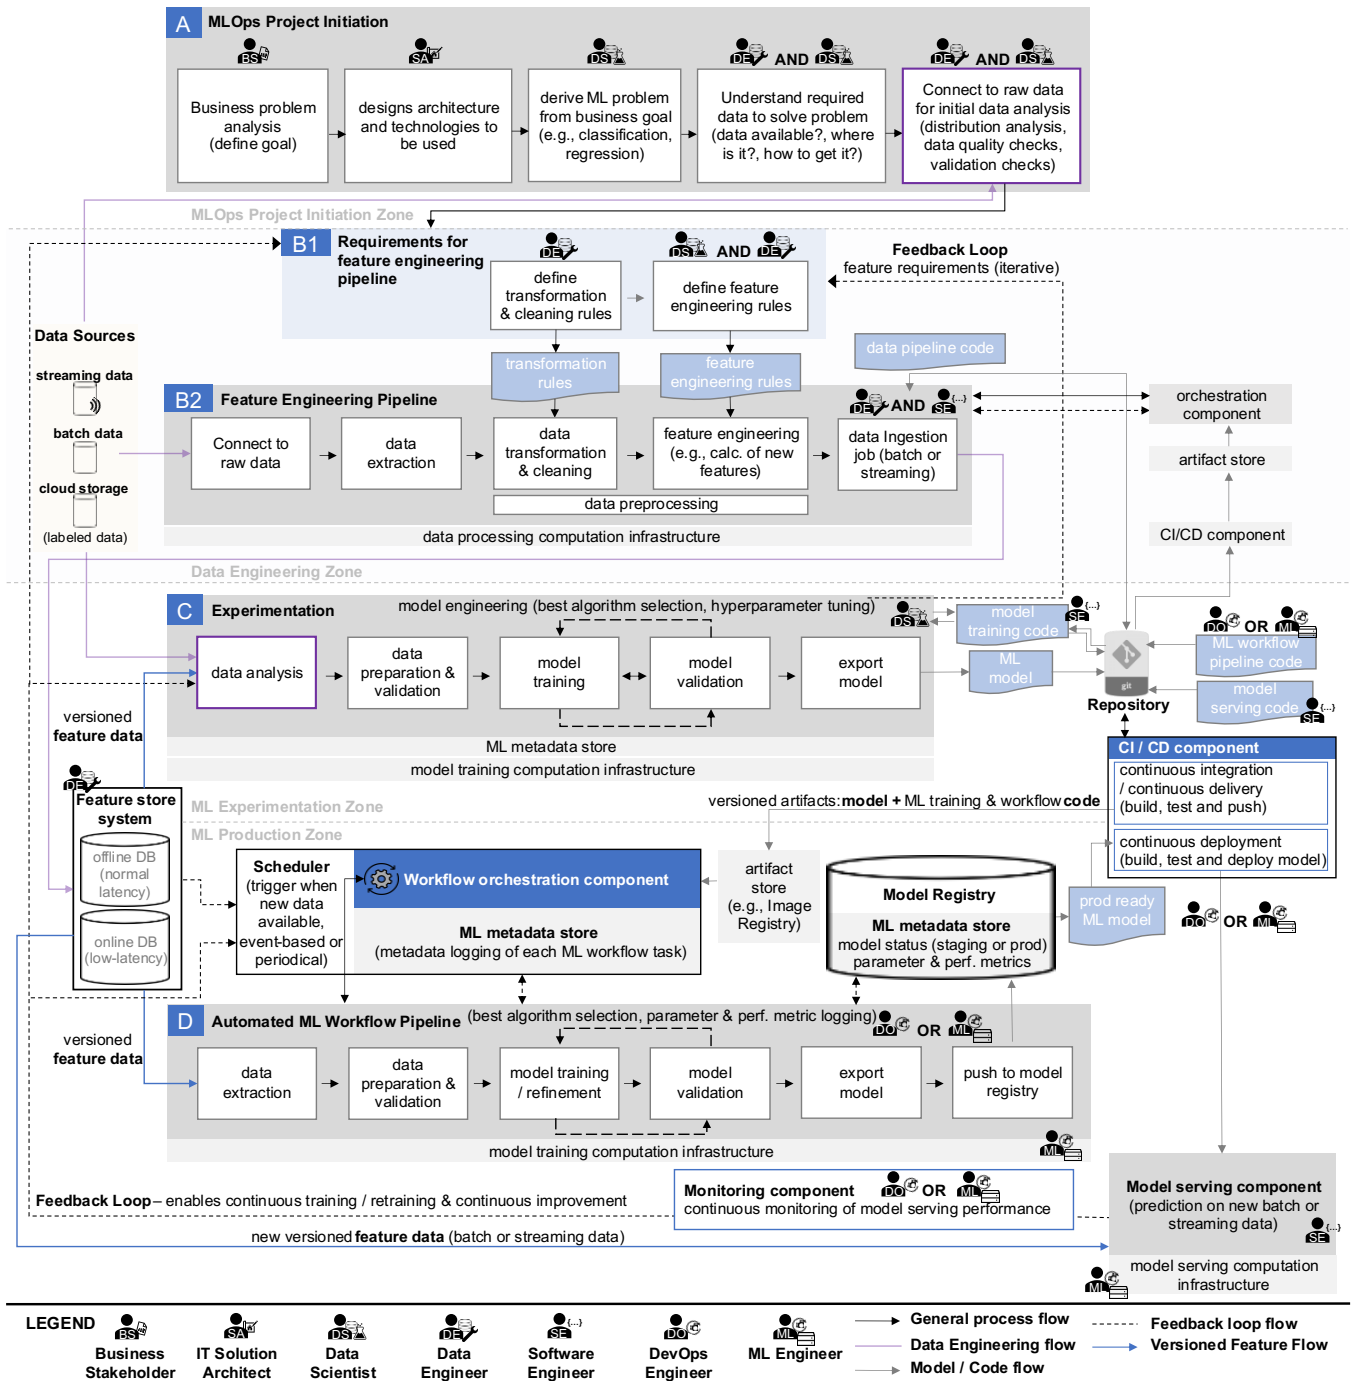 A MLOps Project Initiation
BS
SA
DS
DE AND DS
DE AND DS
Business problem
analysis
(define goal)
designs architecture
and technologies to
be used
derive ML problem
from business goal
(e.g., classification,
regression)
Understand required
data to solve problem
(data available?, where
is it?, how to get it?)
Connect to raw data
for initial data analysis
(distribution analysis,
data quality checks,
validation checks)
MLOps Project Initiation Zone
B1 Requirements for
feature engineering
pipeline
DE
DS AND DE
define
transformation
& cleaning rules
define feature
engineering rules
Feedback Loop
feature requirements (iterative)
Data Sources
streaming data
batch data
cloud storage
(labeled data)
transformation
rules
feature
engineering rules
data pipeline code
B2 Feature Engineering Pipeline
DE AND SE {...}
Connect to
raw data
data
extraction
data
transformation
& cleaning
feature engineering
(e.g., calc. of new
features)
data Ingestion
job (batch or
streaming)
data preprocessing
data processing computation infrastructure
orchestration
component
artifact store
CI/CD component
Data Engineering Zone
C Experimentation
model engineering (best algorithm selection, hyperparameter tuning)
DS
data analysis
data
preparation &
validation
model
training
model
validation
export
model
ML metadata store
model training computation infrastructure
model
training code
SE {...}
ML
model
git
Repository
DO OR ML
ML workflow
pipeline code
model
serving code
SE {...}
versioned
feature data
DE
Feature store
system
offline DB
(normal
latency)
online DB
(low-latency)
ML Experimentation Zone
ML Production Zone
versioned artifacts: model + ML training & workflow code
CI / CD component
continuous integration
/ continuous delivery
(build, test and push)
continuous deployment
(build, test and deploy model)
Scheduler
(trigger when
new data
available,
event-based or
periodical)
Workflow orchestration component
ML metadata store
(metadata logging of each ML workflow task)
artifact
store
(e.g., Image
Registry)
Model Registry
ML metadata store
model status (staging or prod)
parameter & perf. metrics
prod ready
ML model
DO OR ML
versioned
feature data
D Automated ML Workflow Pipeline
(best algorithm selection, parameter & perf. metric logging)
DO OR ML
data
extraction
data
preparation &
validation
model training
/ refinement
model
validation
export
model
push to model
registry
model training computation infrastructure
ML
Feedback Loop – enables continuous training / retraining & continuous improvement
Monitoring component DO OR ML
continuous monitoring of model serving performance
new versioned feature data (batch or streaming data)
Model serving component
(prediction on new batch or
streaming data)
SE {...}
model serving computation
infrastructure
ML
LEGEND
BS
Business
Stakeholder
SA
IT Solution
Architect
DS
Data
Scientist
DE
Data
Engineer
SE {...}
Software
Engineer
DO
DevOps
Engineer
ML
ML Engineer
General process flow
Data Engineering flow
Model / Code flow
Feedback loop flow
Versioned Feature Flow